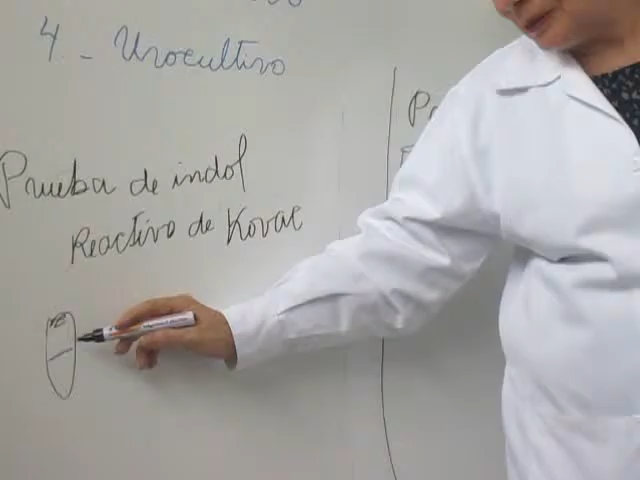 4 - Urocultivo
Prueba de indol
Reactivo de Kovac